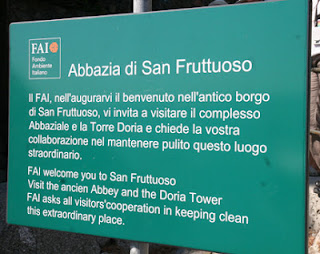 FAI
Fondo
Ambiente
Italiano
Abbazia di San Fruttuoso
Il FAI, nell'augurarvi il benvenuto nell'antico borgo
di San Fruttuoso, vi invita a visitare il complesso
Abbaziale e la Torre Doria e chiede la vostra
collaborazione nel mantenere pulito questo luogo
straordinario.
FAI welcome you to San Fruttuoso
Visit the ancien Abbey and the Doria Tower
FAI asks all visitors'cooperation in keeping clean
this extraordinary place.